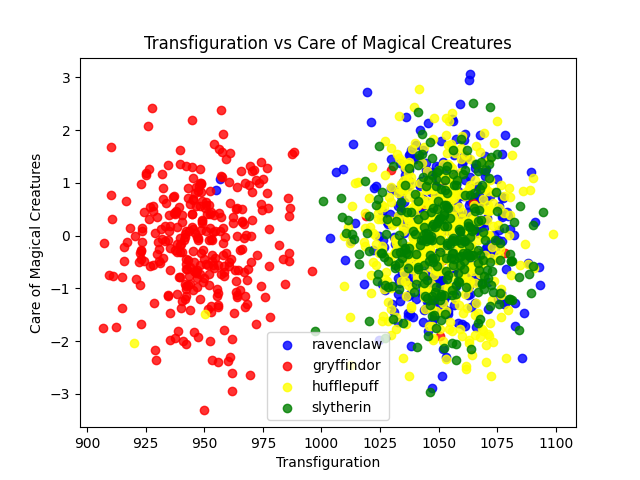 Transfiguration vs Care of Magical Creatures
Care of Magical Creatures
3
2
1
0
−1
−2
−3
ravenclaw
gryffindor
hufflepuff
slytherin
900 925 950 975 1000 1025 1050 1075 1100
Transfiguration